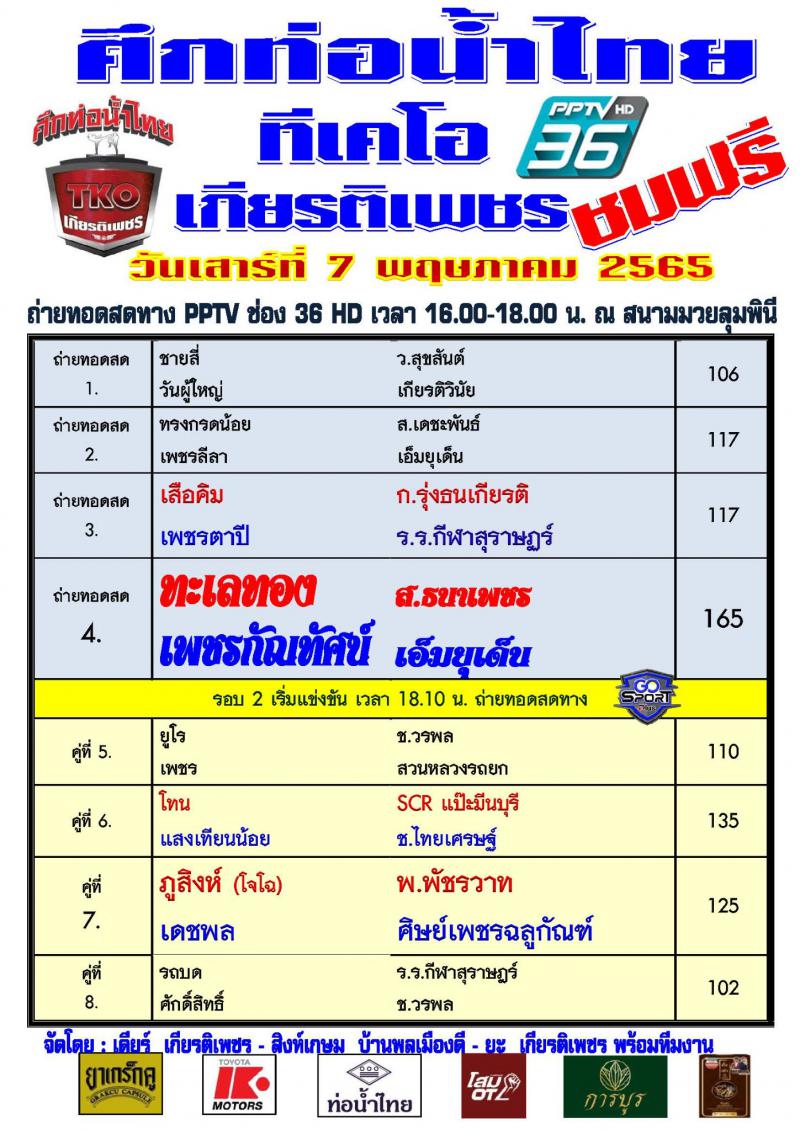 ศึกท่อน้ำไทย
ศึกท่อน้ำไทย
TKO
เกียรติเพชร
ทีเคโอ
PPTV HD
36
เกียรติเพชร
ชมฟรี
วันเสาร์ที่ 7 พฤษภาคม 2565
ถ่ายทอดสดทาง PPTV ช่อง 36 HD เวลา 16.00-18.00 น. ณ สนามมวยลุมพินี
ถ่ายทอดสด 1.
ชายสี่ ว.สุขสันต์
วันผู้ใหญ่ เกียรติวินัย
106
ถ่ายทอดสด 2.
ทรงกรดน้อย ส.เดชะพันธ์
เพชรลีลา เอ็มยูเด็น
117
ถ่ายทอดสด 3.
เสือคิม ก.รุ่งธนเกียรติ
เพชรตาปี ร.ร.กีฬาสุราษฏร์
117
ถ่ายทอดสด 4.
ทะเลทอง ส.ธนเพชร
เพชรกัณทัศน์ เอ็มยูเด็น
165
รอบ 2 เริ่มแข่งขัน เวลา 18.10 น. ถ่ายทอดสดทาง
GO SPORT Plus
คู่ที่ 5.
ยูโร ช.วรพล
เพชร สวนหลวงรถยก
110
คู่ที่ 6.
โทน SCR แป๊ะมีนบุรี
แสงเทียนน้อย ช.ไทยเศรษฐ์
135
คู่ที่ 7.
ภูสิงห์ (โจโฉ) พ.พัชรวาท
เดชพล ศิษย์เพชรฉลูกัณฑ์
125
คู่ที่ 8.
รถบด ร.ร.กีฬาสุราษฎร์
ศักดิ์สิทธิ์ ช.วรพล
102
จัดโดย : เดียร์ เกียรติเพชร - สิงห์เกษม บ้านพลเมืองดี - ยะ เกียรติเพชร พร้อมทีมงาน
ยาเกร็กคู
GRAKCU CAPSULE
TOYOTA
K
MOTORS
ท่อน้ำไทย
โสม
OT
การบูร